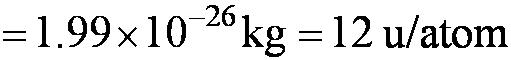 =1.99×10⁻²⁶ kg = 12 u/atom